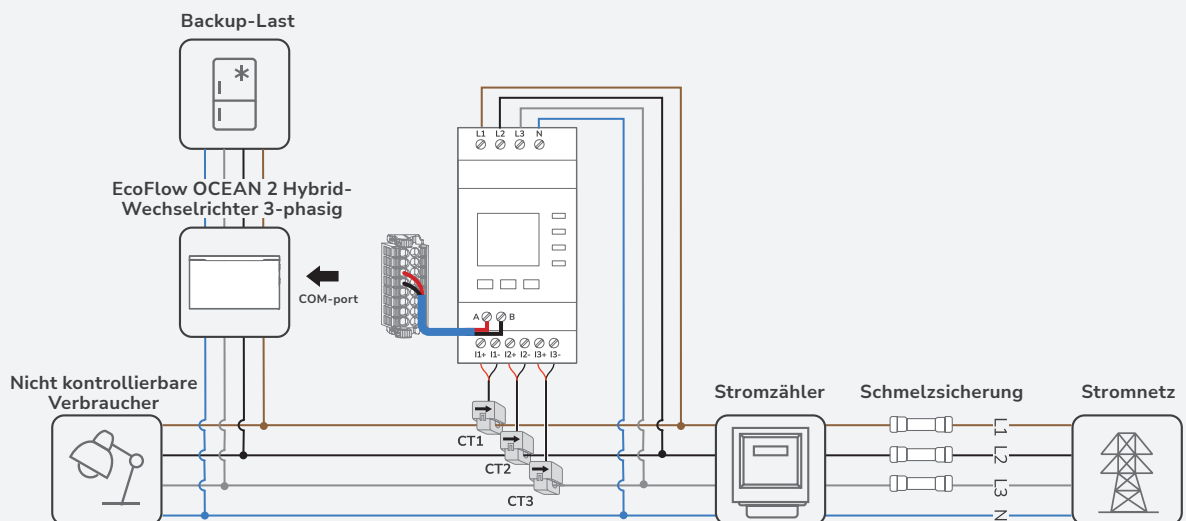 Backup-Last
EcoFlow OCEAN 2 Hybrid-
Wechselrichter 3-phasig
COM-port
L1 L2 L3 N
A B
I1+ I1- I2+ I2- I3+ I3-
Nicht kontrollierbare
Verbraucher
CT1
CT2
CT3
Stromzähler
Schmelzsicherung
Stromnetz
L1
L2
L3
N